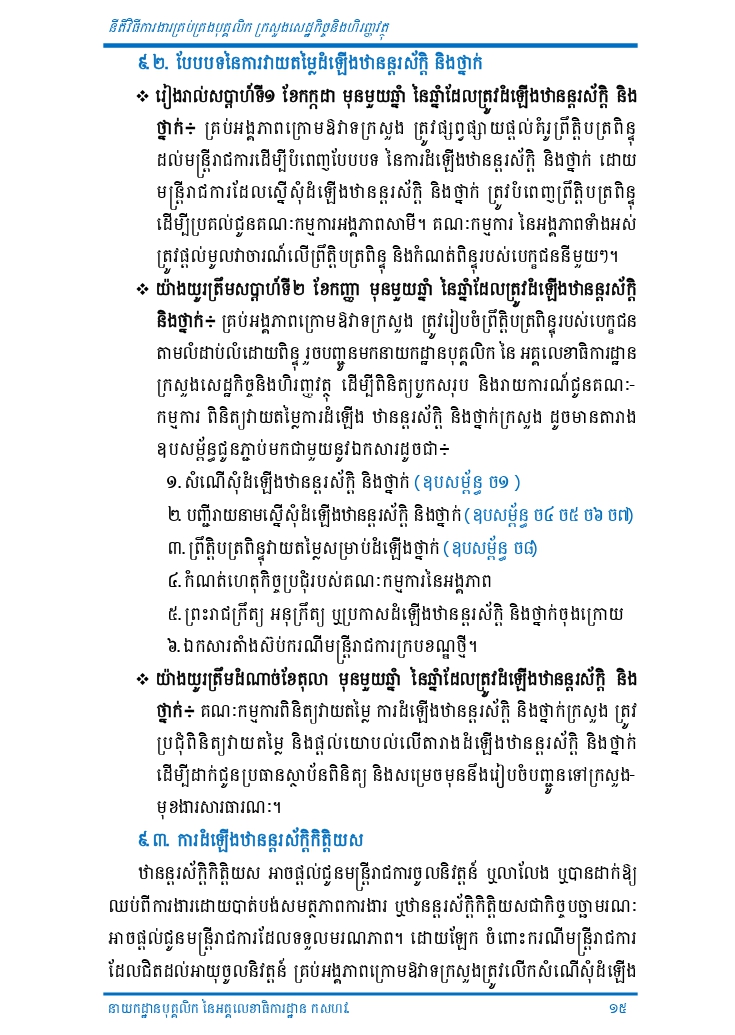 នីតិវិធីការងារគ្រប់គ្រងបុគ្គលិក ក្រសួងសេដ្ឋកិច្ចនិងហិរញ្ញវត្ថុ
៩.២. បែបបទនៃការវាយតម្លៃដំឡើងឋានន្តរស័ក្តិ និងថ្នាក់
❖ រៀងរាល់សប្តាហ៍ទី១ ខែកក្កដា មុនមួយឆ្នាំ នៃឆ្នាំដែលត្រូវដំឡើងឋានន្តរស័ក្តិ និង
ថ្នាក់៖ គ្រប់អង្គភាពក្រោមឱវាទក្រសួង ត្រូវផ្សព្វផ្សាយផ្តល់គំរូព្រឹត្តិបត្រពិន្ទុ
ដល់មន្ត្រីរាជការដើម្បីបំពេញបែបបទ នៃការដំឡើងឋានន្តរស័ក្តិ និងថ្នាក់ ដោយ
មន្ត្រីរាជការដែលស្នើសុំដំឡើងឋានន្តរស័ក្តិ និងថ្នាក់ ត្រូវបំពេញព្រឹត្តិបត្រពិន្ទុ
ដើម្បីប្រគល់ជូនគណៈកម្មការអង្គភាពសាមី។ គណៈកម្មការ នៃអង្គភាពទាំងអស់
ត្រូវផ្តល់មូលវិចារណ៍លើព្រឹត្តិបត្រពិន្ទុ និងកំណត់ពិន្ទុរបស់បេក្ខជននីមួយៗ។
❖ យ៉ាងយូរត្រឹមសប្តាហ៍ទី២ ខែកញ្ញា មុនមួយឆ្នាំ នៃឆ្នាំដែលត្រូវដំឡើងឋានន្តរស័ក្តិ
និងថ្នាក់៖ គ្រប់អង្គភាពក្រោមឱវាទក្រសួង ត្រូវរៀបចំព្រឹត្តិបត្រពិន្ទុរបស់បេក្ខជន
តាមលំដាប់លំដោយពិន្ទុ រួចបញ្ជូនមកនាយកដ្ឋានបុគ្គលិក នៃ អគ្គលេខាធិការដ្ឋាន
ក្រសួងសេដ្ឋកិច្ចនិងហិរញ្ញវត្ថុ ដើម្បីពិនិត្យបូកសរុប និងរាយការណ៍ជូនគណៈ-
កម្មការ ពិនិត្យវាយតម្លៃការដំឡើង ឋានន្តរស័ក្តិ និងថ្នាក់ក្រសួង ដូចមានតារាង
ឧបសម្ព័ន្ធជូនភ្ជាប់មកជាមួយនូវឯកសារដូចជា៖
១. សំណើសុំដំឡើងឋានន្តរស័ក្តិ និងថ្នាក់ (ឧបសម្ព័ន្ធ ច១ )
២. បញ្ជីរាយនាមស្នើសុំដំឡើងឋានន្តរស័ក្តិ និងថ្នាក់ (ឧបសម្ព័ន្ធ ច៤ ច៥ ច៦ ច៧)
៣. ព្រឹត្តិបត្រពិន្ទុវាយតម្លៃសម្រាប់ដំឡើងថ្នាក់ (ឧបសម្ព័ន្ធ ច៨)
៤. កំណត់ហេតុកិច្ចប្រជុំរបស់គណៈកម្មការនៃអង្គភាព
៥. ព្រះរាជក្រឹត្យ អនុក្រឹត្យ ឬប្រកាសដំឡើងឋានន្តរស័ក្តិ និងថ្នាក់ចុងក្រោយ
៦. ឯកសារតាំងស៊ប់ករណីមន្ត្រីរាជការក្របខណ្ឌថ្មី។
❖ យ៉ាងយូរត្រឹមដំណាច់ខែតុលា មុនមួយឆ្នាំ នៃឆ្នាំដែលត្រូវដំឡើងឋានន្តរស័ក្តិ និង
ថ្នាក់៖ គណៈកម្មការពិនិត្យវាយតម្លៃ ការដំឡើងឋានន្តរស័ក្តិ និងថ្នាក់ក្រសួង ត្រូវ
ប្រជុំពិនិត្យវាយតម្លៃ និងផ្តល់យោបល់លើតារាងដំឡើងឋានន្តរស័ក្តិ និងថ្នាក់
ដើម្បីដាក់ជូនប្រធានស្ថាប័នពិនិត្យ និងសម្រេចមុននឹងរៀបចំបញ្ជូនទៅក្រសួង-
មុខងារសាធារណៈ។
៩.៣. ការដំឡើងឋានន្តរស័ក្តិកិត្តិយស
ឋានន្តរស័ក្តិកិត្តិយស អាចផ្តល់ជូនមន្ត្រីរាជការចូលនិវត្តន៍ ឬលាលែង ឬបានដាក់ឱ្យ
ឈប់ពីការងារដោយបាត់បង់សមត្ថភាពការងារ ឬឋានន្តរស័ក្តិកិត្តិយសជាកិច្ចបច្ឆាមរណៈ
អាចផ្តល់ជូនមន្ត្រីរាជការដែលទទួលមរណភាព។ ដោយឡែក ចំពោះករណីមន្ត្រីរាជការ
ដែលជិតដល់អាយុចូលនិវត្តន៍ គ្រប់អង្គភាពក្រោមឱវាទក្រសួងត្រូវលើកសំណើសុំដំឡើង
នាយកដ្ឋានបុគ្គលិក នៃអគ្គលេខាធិការដ្ឋាន កសហវ. ១៥